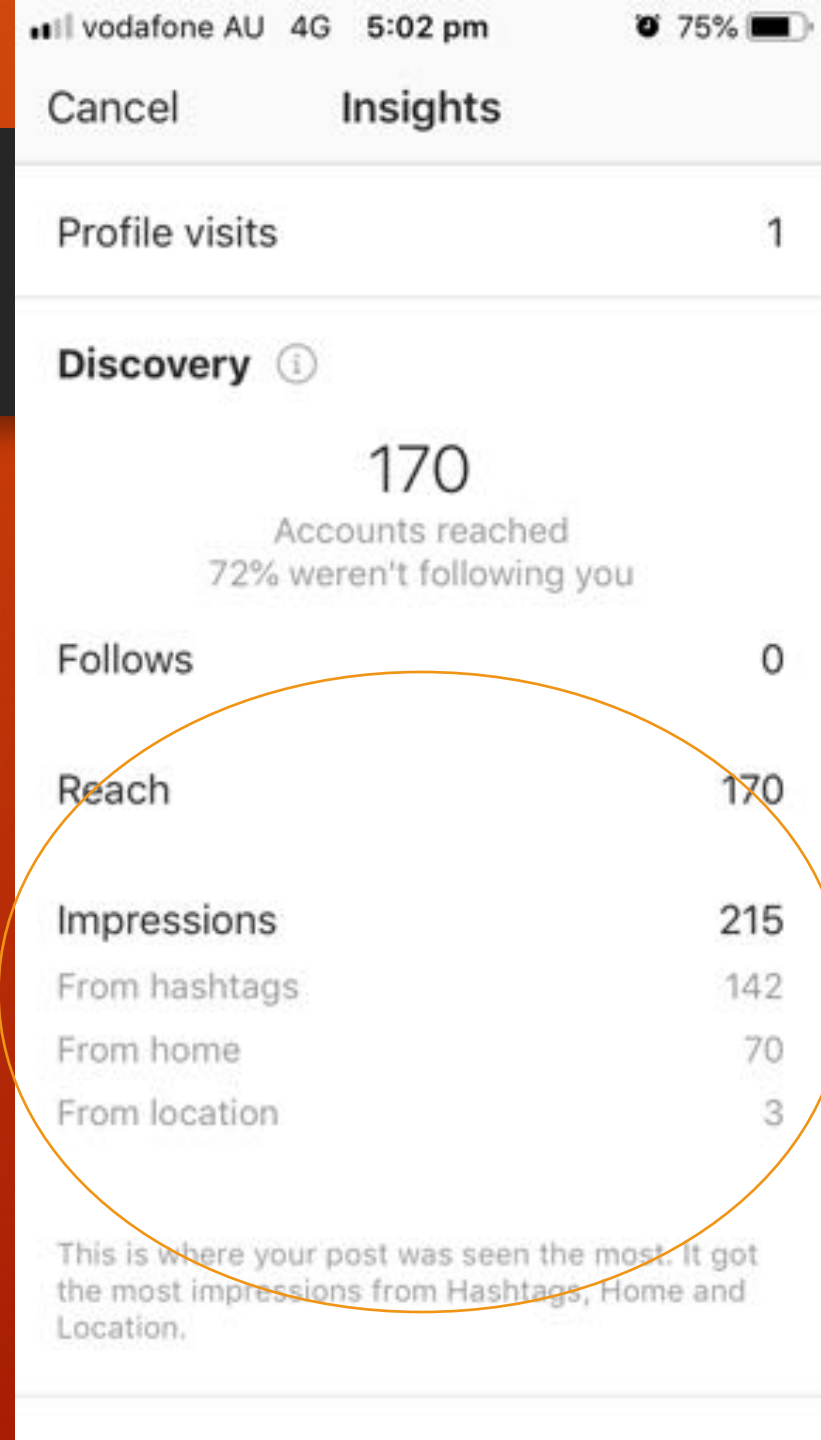 vodafone AU 4G 5:02 pm 75%
Cancel Insights
Profile visits 1
Discovery
170
Accounts reached
72% weren't following you
Follows 0
Reach 170
Impressions 215
From hashtags 142
From home 70
From location 3
This is where your post was seen the most. It got
the most impressions from Hashtags, Home and
Location.